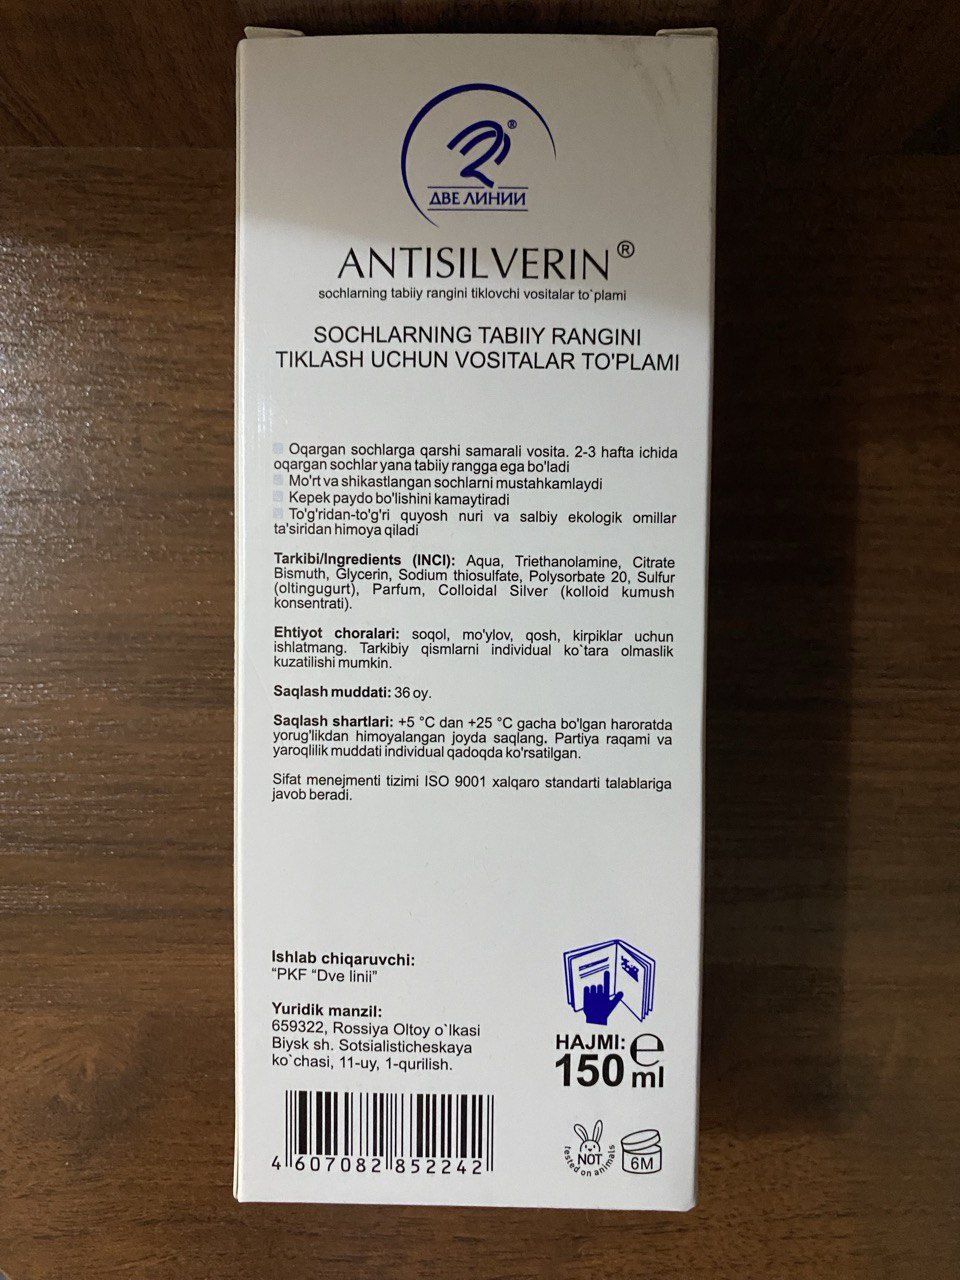 2®
ДВЕ ЛИНИИ
ANTISILVERIN®
sochlarning tabiiy rangini tiklovchi vositalar to`plami
SOCHLARNING TABIIY RANGINI
TIKLASH UCHUN VOSITALAR TO'PLAMI
Oqargan sochlarga qarshi samarali vosita. 2-3 hafta ichida
oqargan sochlar yana tabiiy rangga ega bo'ladi
Mo'rt va shikastlangan sochlarni mustahkamlaydi
Kepek paydo bo'lishini kamaytiradi
To'g'ridan-to'g'ri quyosh nuri va salbiy ekologik omillar
ta'siridan himoya qiladi
Tarkibi/Ingredients (INCI): Aqua, Triethanolamine, Citrate
Bismuth, Glycerin, Sodium thiosulfate, Polysorbate 20, Sulfur
(oltingugurt), Parfum, Colloidal Silver (kolloid kumush
konsentrati).
Ehtiyot choralari: soqol, mo'ylov, qosh, kirpiklar uchun
ishlatmang. Tarkibiy qismlarni individual ko`tara olmaslik
kuzatilishi mumkin.
Saqlash muddati: 36 oy.
Saqlash shartlari: +5 °C dan +25 °C gacha bo'lgan haroratda
yorug'likdan himoyalangan joyda saqlang. Partiya raqami va
yaroqlilik muddati individual qadoqda ko'rsatilgan.
Sifat menejmenti tizimi ISO 9001 xalqaro standarti talablariga
javob beradi.
Ishlab chiqaruvchi:
“PKF “Dve linii”
Yuridik manzil:
659322, Rossiya Oltoy o`lkasi
Biysk sh. Sotsialisticheskaya
ko`chasi, 11-uy, 1-qurilish.
HAJMI: e
150 ml
4 607082 852242
NOT
tested on animals
6M